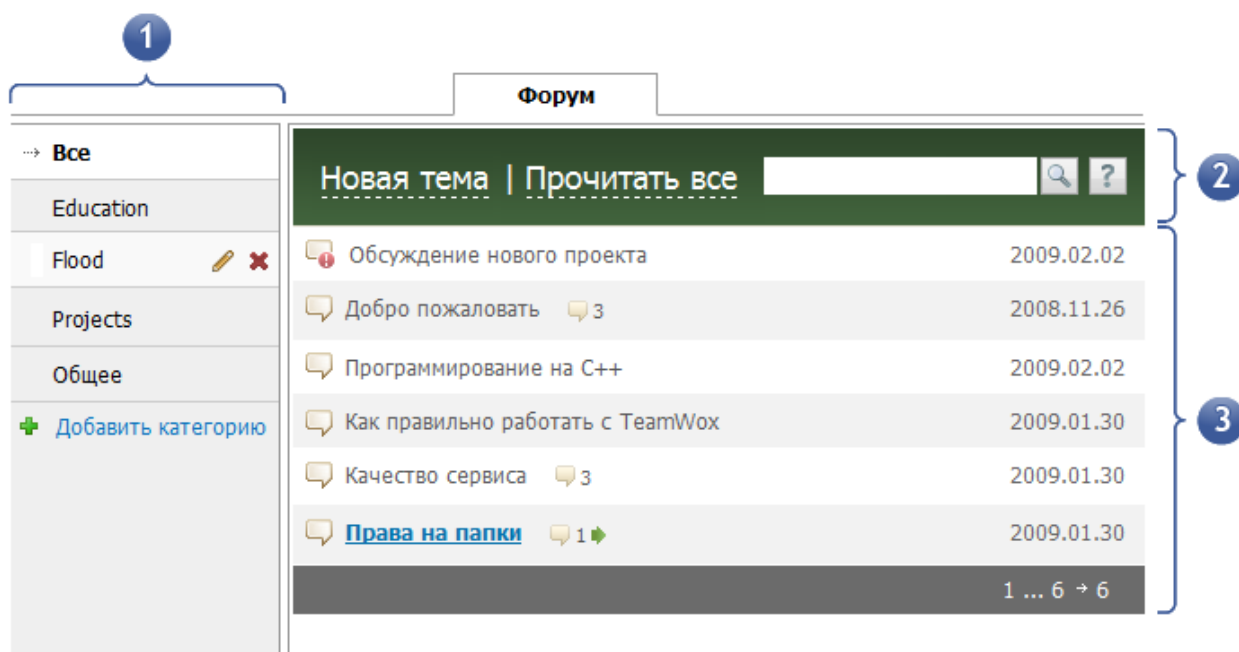 1
Форум
Все
Education
Flood
Projects
Общее
Добавить категорию
Новая тема | Прочитать все
?
2
Обсуждение нового проекта 2009.02.02
Добро пожаловать 3 2008.11.26
Программирование на C++ 2009.02.02
Как правильно работать с TeamWox 2009.01.30
Качество сервиса 3 2009.01.30
Права на папки 1 2009.01.30
1 ... 6 → 6
3